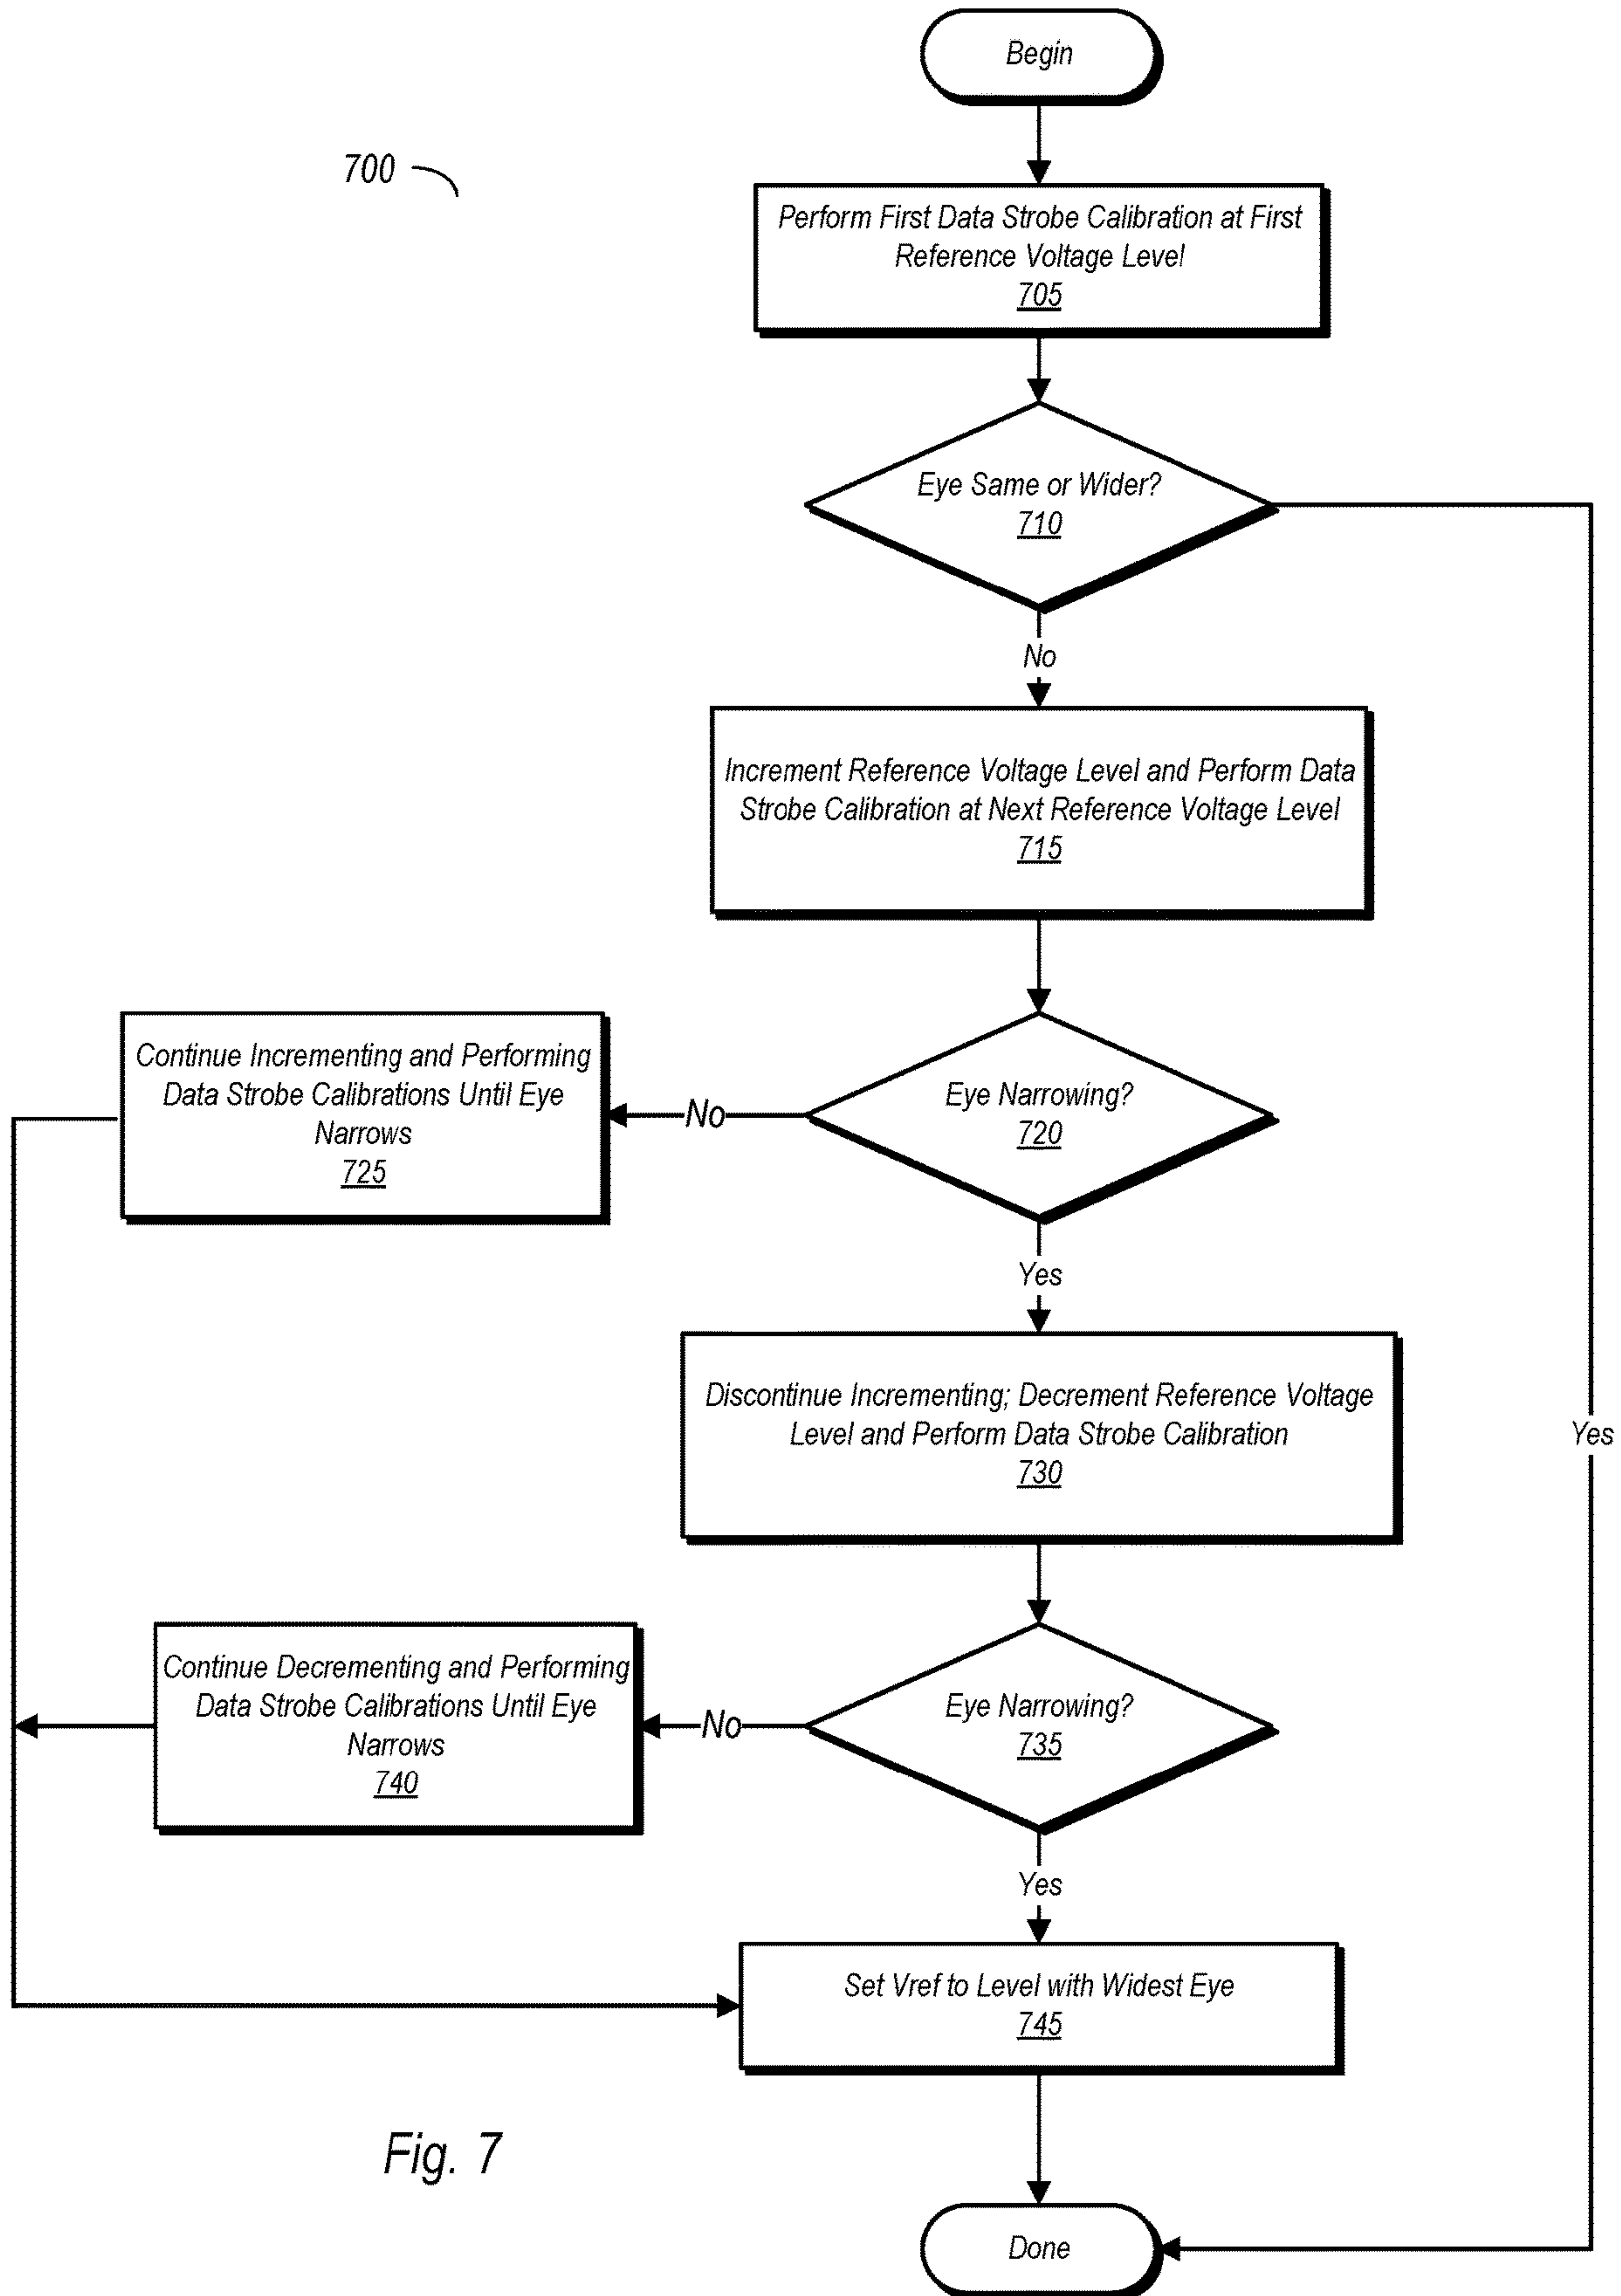 Begin
700
Perform First Data Strobe Calibration at First
Reference Voltage Level
705
Eye Same or Wider?
710
No
Increment Reference Voltage Level and Perform Data
Strobe Calibration at Next Reference Voltage Level
715
Continue Incrementing and Performing
Data Strobe Calibrations Until Eye
Narrows
725
No
Eye Narrowing?
720
Yes
Discontinue Incrementing; Decrement Reference Voltage
Level and Perform Data Strobe Calibration
730
Yes
Continue Decrementing and Performing
Data Strobe Calibrations Until Eye
Narrows
740
No
Eye Narrowing?
735
Yes
Set Vref to Level with Widest Eye
745
Fig. 7
Done